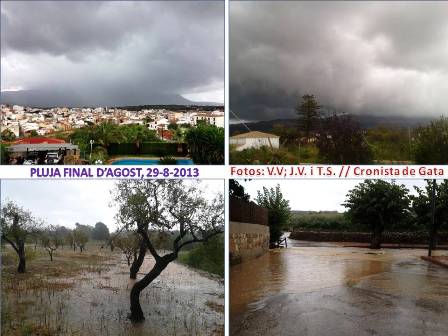 PLUJA FINAL D'AGOST, 29-8-2013
Fotos: V.V; J.V. i T.S. // Cronista de Gata